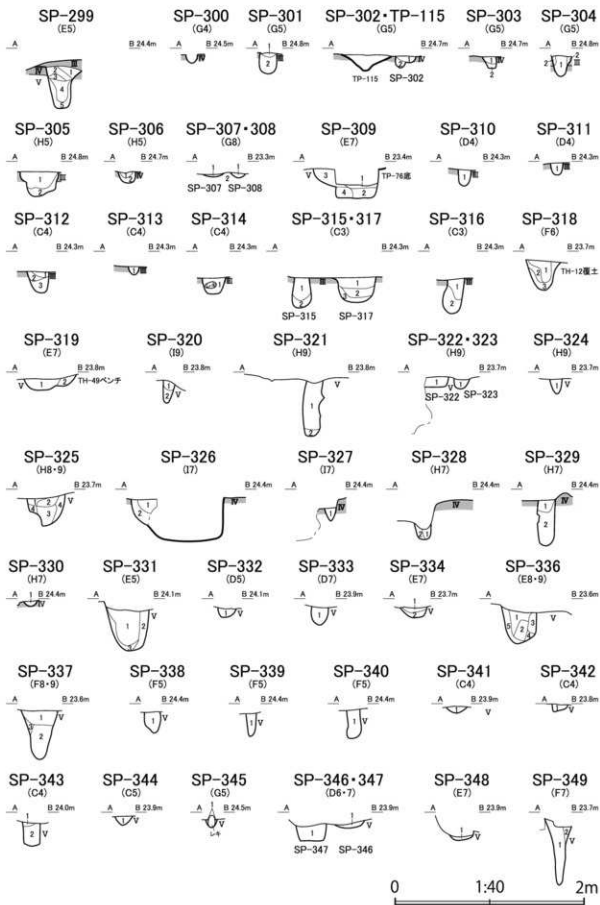 SP-299 SP-300 SP-301 SP-302・TP-115 SP-303 SP-304
(E5) (G4) (G5) (G5) (G5) (G5)
A B 24.4m A B 24.5m A B 24.8m A B 24.7m A B 24.7m A B 24.8m
TP-115 SP-302
SP-305 SP-306 SP-307・308 SP-309 SP-310 SP-311
(H5) (H5) (G8) (E7) (D4) (D4)
A B 24.8m A B 24.7m A B 23.3m A B 23.4m A B 24.3m A B 24.3m
SP-307 SP-308 TP-76底
SP-312 SP-313 SP-314 SP-315・317 SP-316 SP-318
(C4) (C4) (C4) (C3) (C3) (F6)
A B 24.3m A B 24.3m A B 24.3m A B 24.3m A B 24.3m A B 23.7m
TH-12覆土
SP-315 SP-317
SP-319 SP-320 SP-321 SP-322・323 SP-324
(E7) (I9) (H9) (H9) (H9)
A B 23.8m A B 23.8m A B 23.8m A B 23.7m A B 23.7m
TH-49ベンチ SP-322 SP-323
SP-325 SP-326 SP-327 SP-328 SP-329
(H8・9) (I7) (I7) (H7) (H7)
A B 23.7m A B 24.4m A B 24.4m A B 24.4m A B 24.4m
SP-330 SP-331 SP-332 SP-333 SP-334 SP-336
(H7) (E5) (D5) (D7) (E7) (E8・9)
A B 24.4m A B 24.1m A B 24.1m A B 23.9m A B 23.7m A B 23.6m
SP-337 SP-338 SP-339 SP-340 SP-341 SP-342
(F8・9) (F5) (F5) (F5) (C4) (C4)
A B 23.6m A B 24.4m A B 24.4m A B 24.4m A B 23.9m A B 23.8m
SP-343 SP-344 SP-345 SP-346・347 SP-348 SP-349
(C4) (C5) (G5) (D6・7) (E7) (F7)
A B 24.0m A B 23.9m A B 24.5m A B 23.9m A B 23.9m A B 23.7m
レキ
SP-347 SP-346
0 1:40 2m